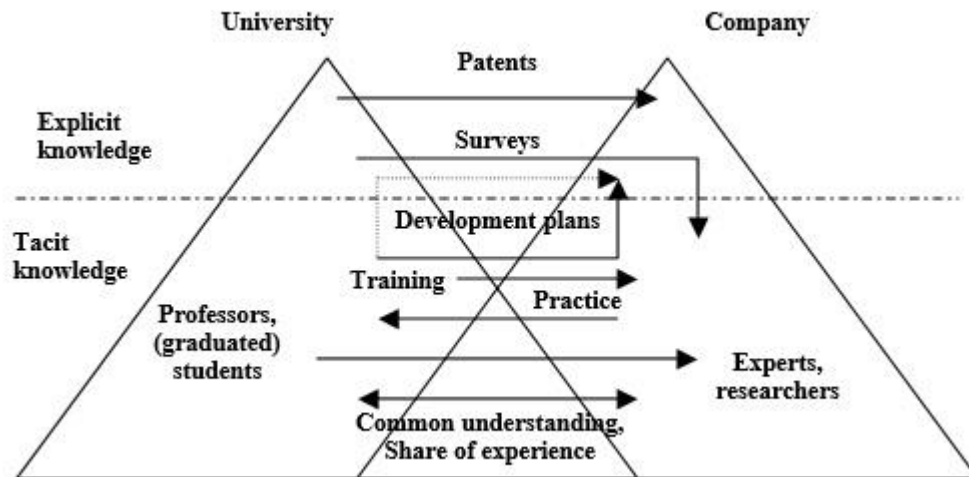 University
Company
Patents
Explicit
knowledge
Surveys
Development plans
Tacit
knowledge
Training
Practice
Professors,
(graduated)
students
Experts,
researchers
Common understanding,
Share of experience